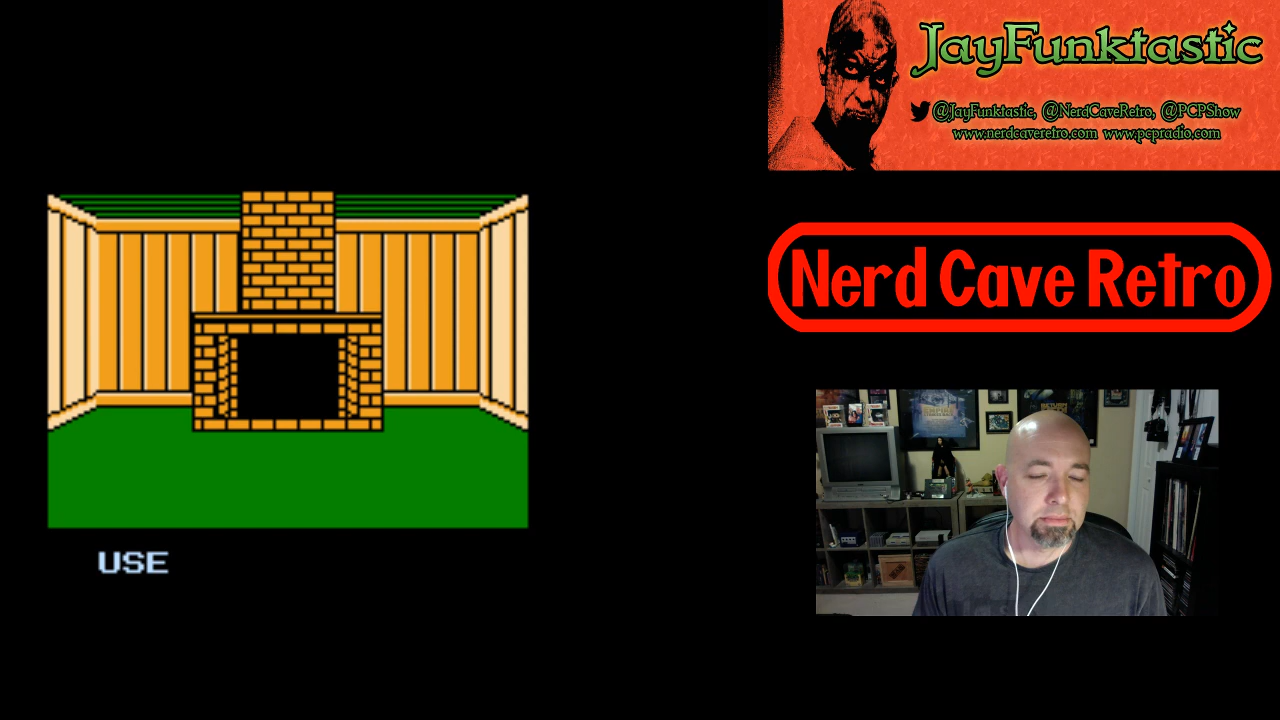 JayFunktastic
@JayFunktastic, @NerdCaveRetro, @PCPShow
www.nerdcaveretro.com www.pcpradio.com
Nerd Cave Retro
USE